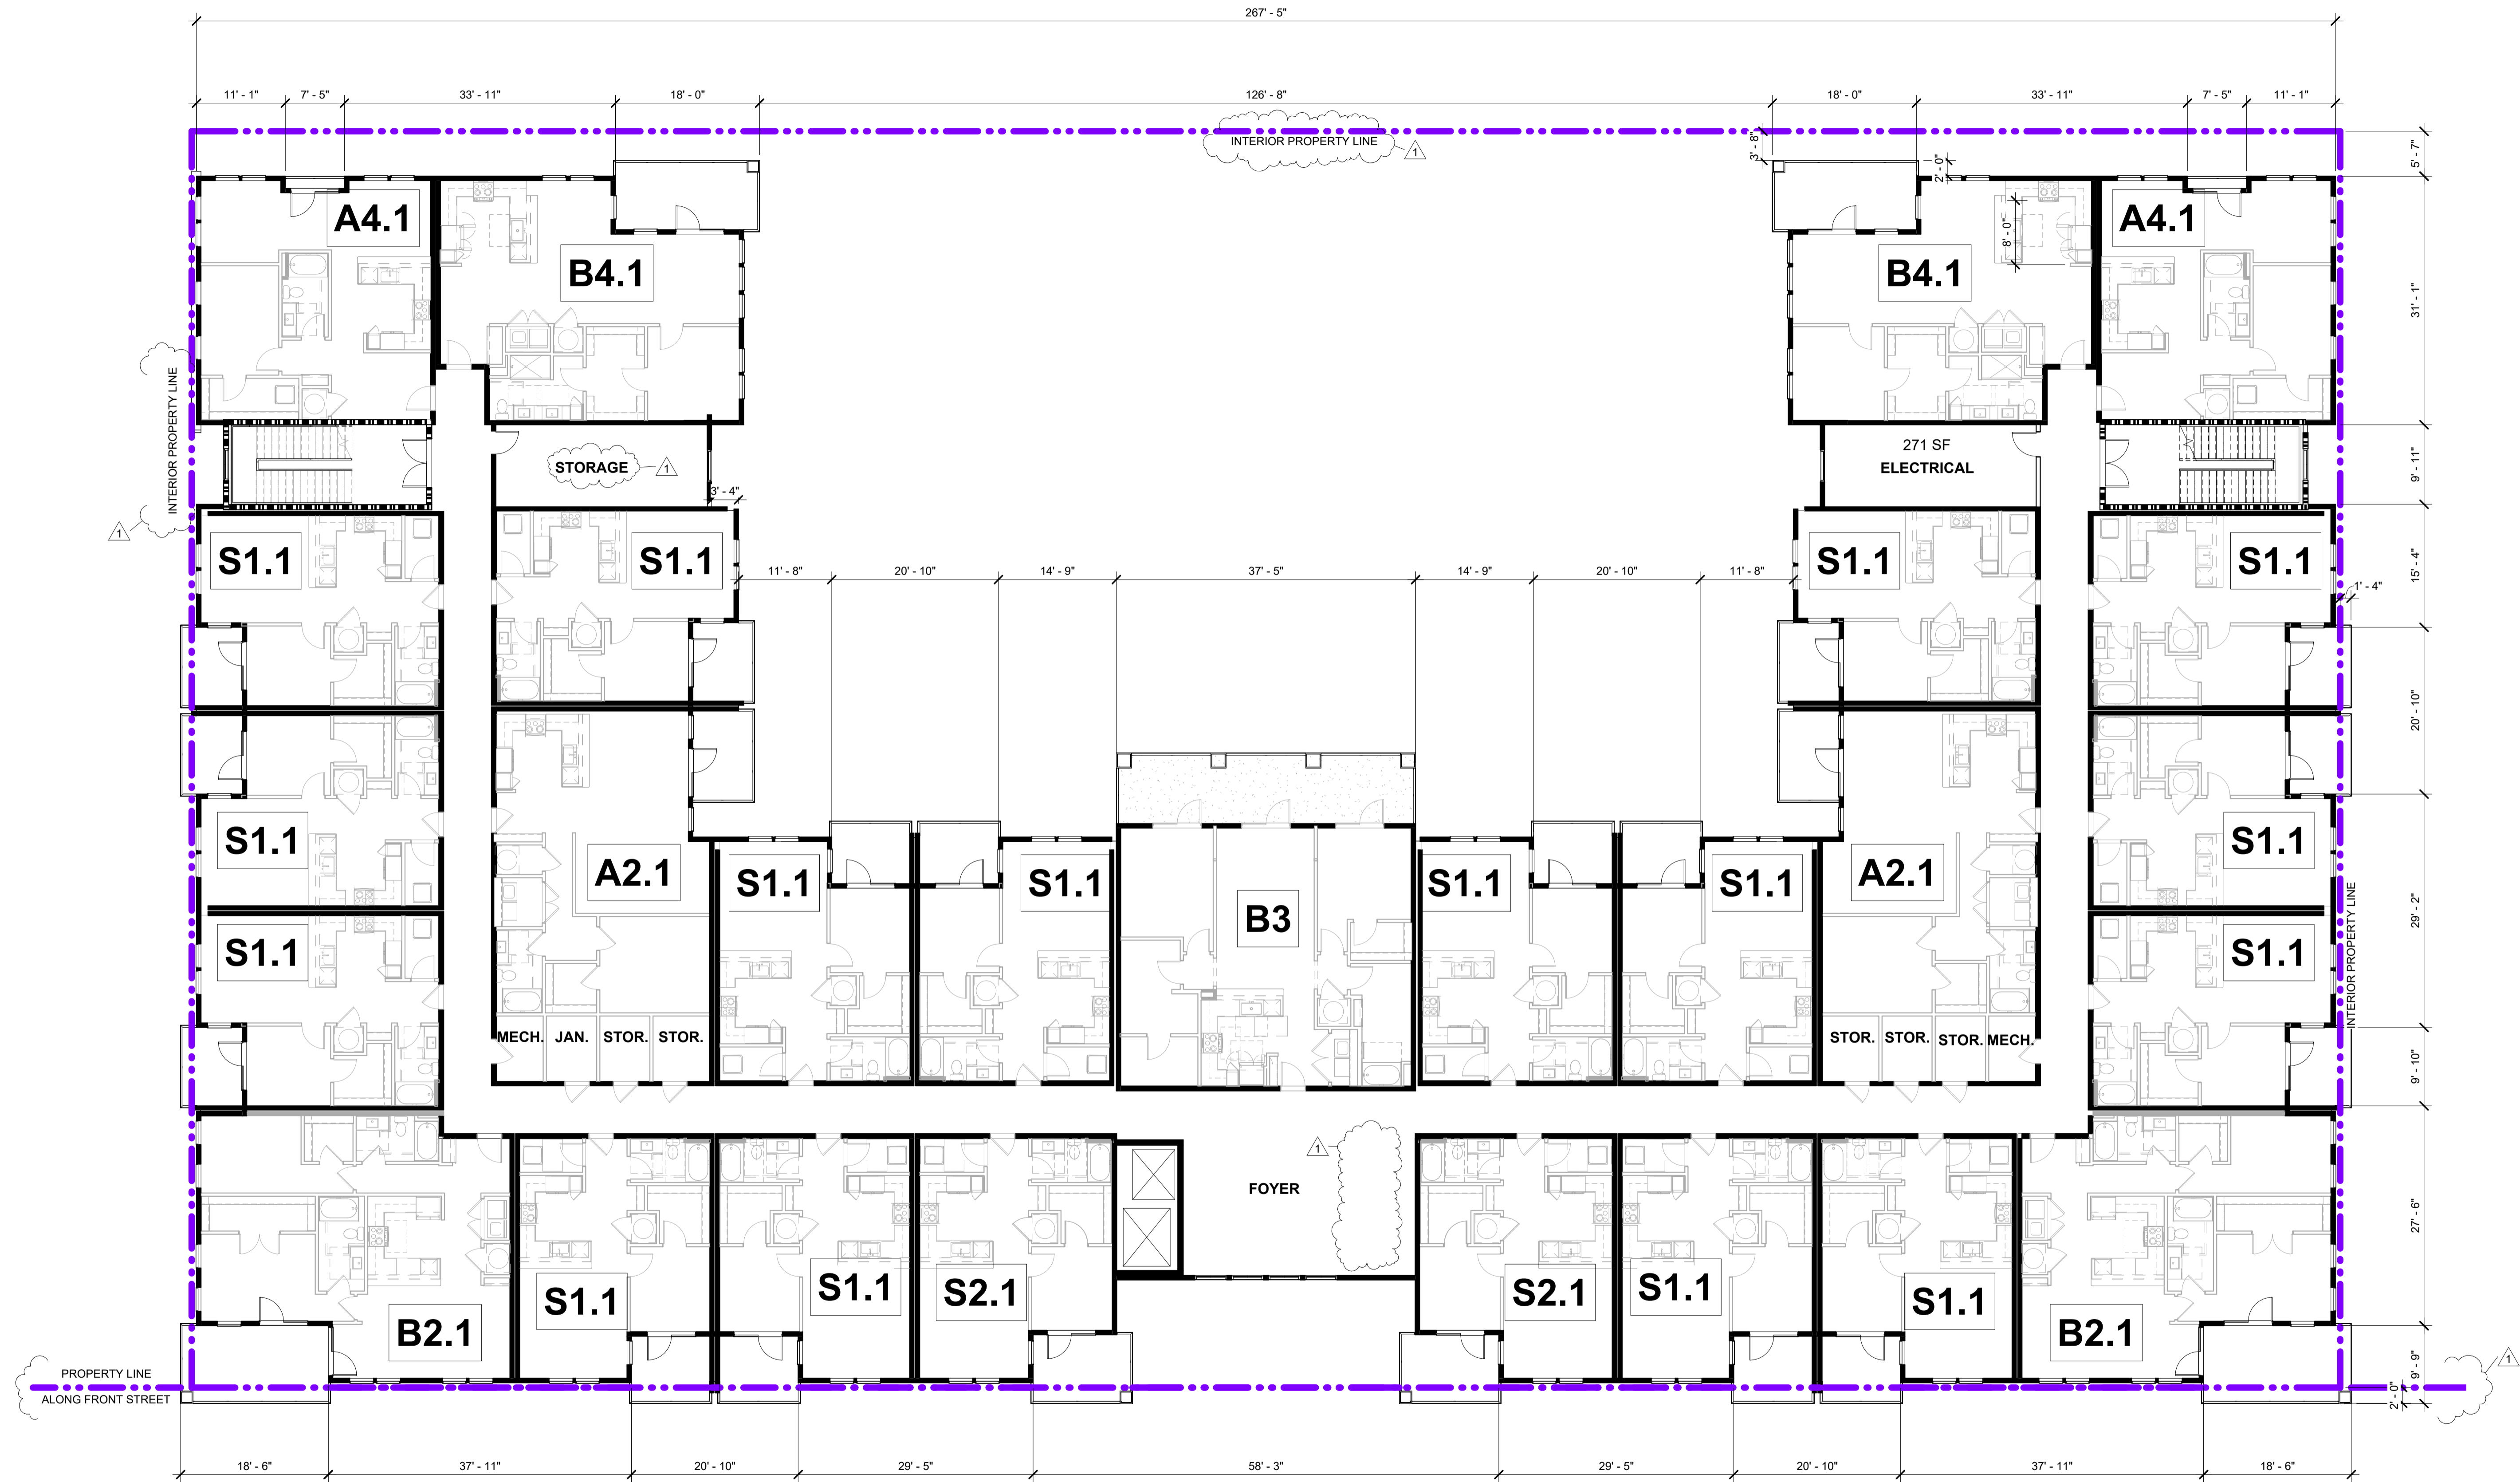 267' - 5"
11' - 1"
7' - 5"
33' - 11"
18' - 0"
126' - 8"
18' - 0"
33' - 11"
7' - 5"
11' - 1"
INTERIOR PROPERTY LINE
1
3' - 8"
2' - 0"
5' - 7"
A4.1
B4.1
8' - 0"
B4.1
A4.1
31' - 1"
INTERIOR PROPERTY LINE
1
STORAGE
1
3' - 4"
271 SF
ELECTRICAL
9' - 11"
S1.1
S1.1
S1.1
S1.1
15' - 4"
1' - 4"
11' - 8"
20' - 10"
14' - 9"
37' - 5"
14' - 9"
20' - 10"
11' - 8"
20' - 10"
S1.1
A2.1
S1.1
S1.1
B3
S1.1
S1.1
A2.1
S1.1
29' - 2"
INTERIOR PROPERTY LINE
S1.1
S1.1
MECH.
JAN.
STOR.
STOR.
STOR.
STOR.
STOR.
MECH.
9' - 10"
1
FOYER
27' - 6"
B2.1
S1.1
S1.1
S2.1
S2.1
S1.1
S1.1
B2.1
PROPERTY LINE
ALONG FRONT STREET
1
9' - 9"
2' - 0"
18' - 6"
37' - 11"
20' - 10"
29' - 5"
58' - 3"
29' - 5"
20' - 10"
37' - 11"
18' - 6"